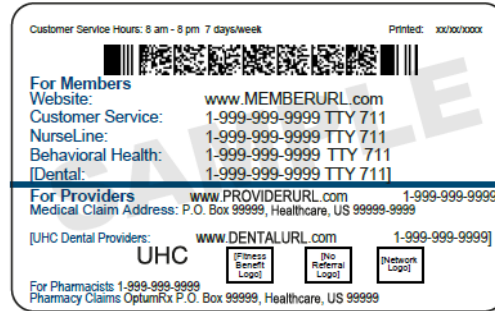 Customer Service Hours: 8 am - 8 pm 7 days/week Printed: xx/xx/xxxx
SAMPLE
For Members
Website: www.MEMBERURL.com
Customer Service: 1-999-999-9999 TTY 711
NurseLine: 1-999-999-9999 TTY 711
Behavioral Health: 1-999-999-9999 TTY 711
[Dental: 1-999-999-9999 TTY 711]
For Providers www.PROVIDERURL.com 1-999-999-9999
Medical Claim Address: P.O. Box 99999, Healthcare, US 99999-9999
[UHC Dental Providers: www.DENTALURL.com 1-999-999-9999]
UHC
[Fitness
Benefit
Logo]
[No
Referral
Logo]
[Network
Logo]
For Pharmacists 1-999-999-9999
Pharmacy Claims OptumRx P.O. Box 99999, Healthcare, US 99999